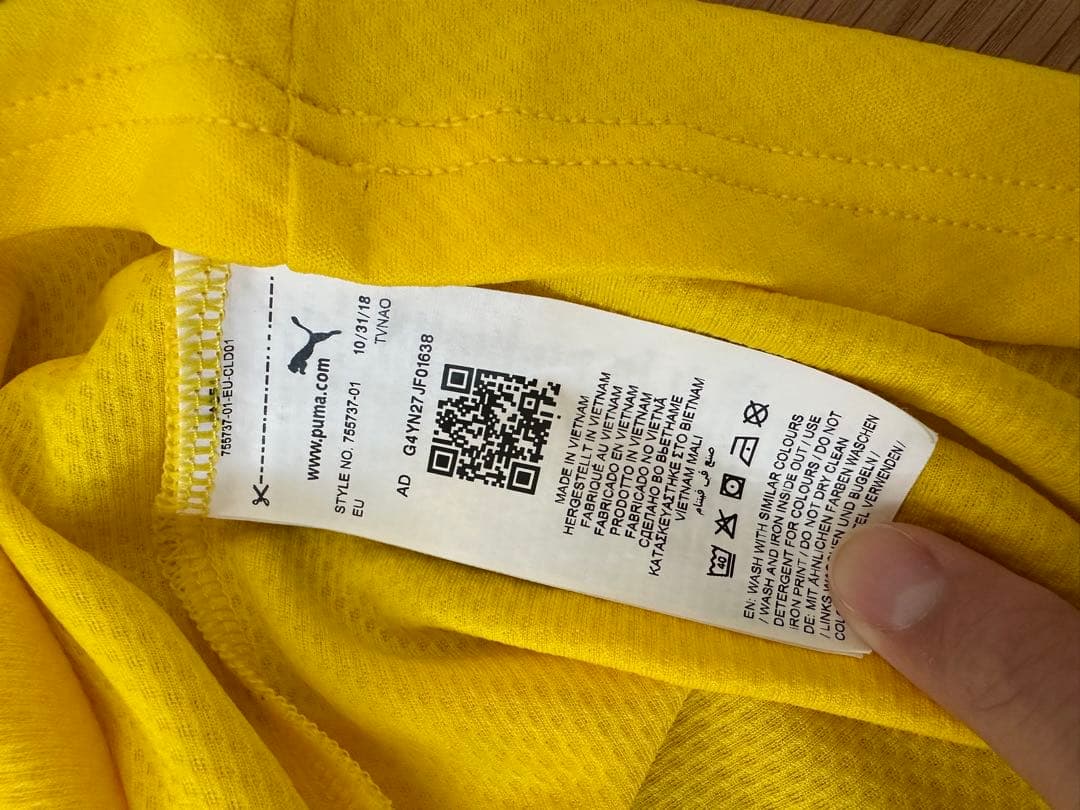 755737-01-EU-CLD01
www.puma.com
STYLE NO. 755737-01 10/31/18
EU TVNAO
AD G4YN27JF01638
MADE IN VIETNAM
HERGESTELLT IN VIETNAM
FABRIQUÉ AU VIETNAM
FABRICADO EN VIETNAM
PRODOTTO IN VIETNAM
FABRICADO NO VIETNÃ
СДЕЛАНО ВО ВЬЕТНАМЕ
ΚΑΤΑΣΚΕΥΑΣΤΗΚΕ ΣΤΟ ΒΙΕΤΝΑΜ
VIETNAM MALI
صنع في فيتنام
40
EN: WASH WITH SIMILAR COLOURS
/ WASH AND IRON INSIDE OUT / USE
DETERGENT FOR COLOURS / DO NOT
IRON PRINT / DO NOT DRY CLEAN
DE: MIT ÄHNLICHEN FARBEN WASCHEN
/ LINKS UND BÜGELN /
VERWENDEN /